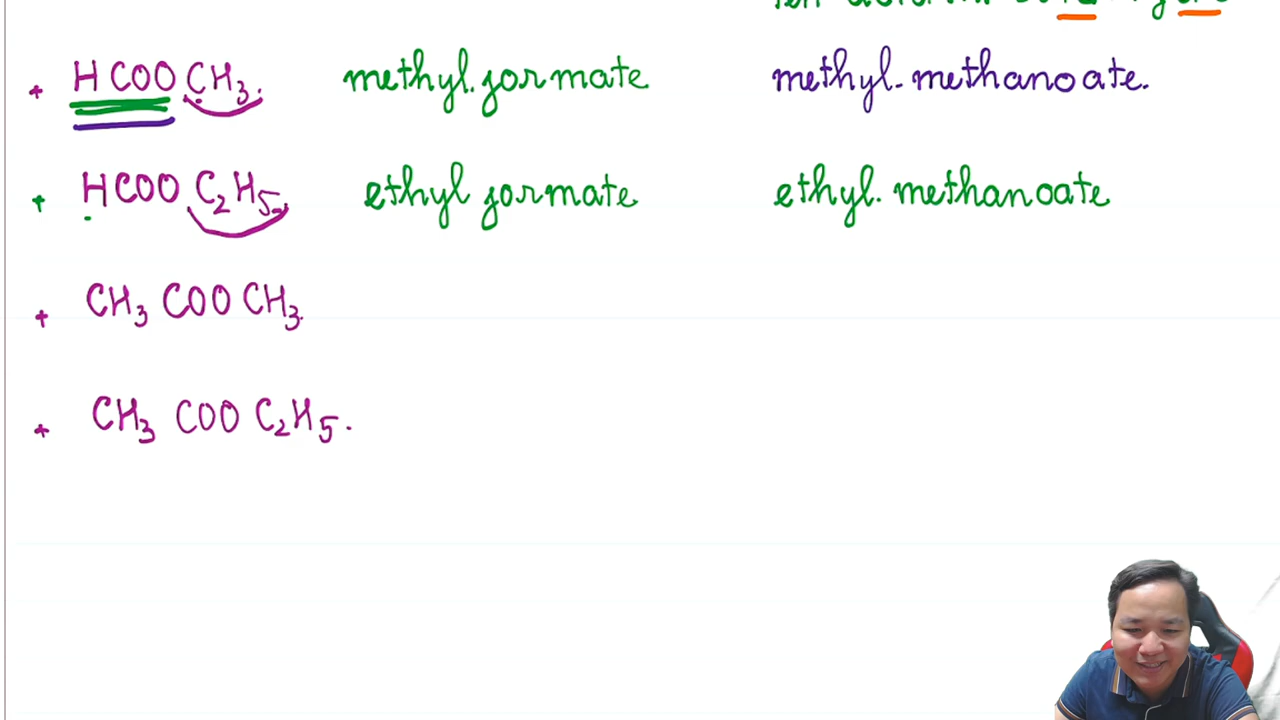 + HCOOCH₃. methyl.formate methyl-methanoate.
+ HCOOC₂H₅. ethyl formate ethyl. methanoate
+ CH₃COOCH₃.
+ CH₃COOC₂H₅.